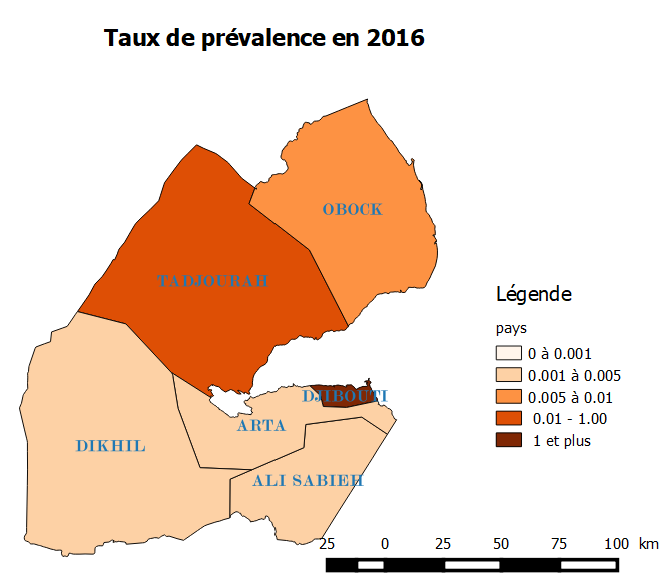 Taux de prévalence en 2016
OBOCK
TADJOURAH
Légende
pays
0 à 0.001
0.001 à 0.005
0.005 à 0.01
0.01 - 1.00
1 et plus
DJIBOUTI
ARTA
DIKHIL
ALI SABIEH
25 0 25 50 75 100 km